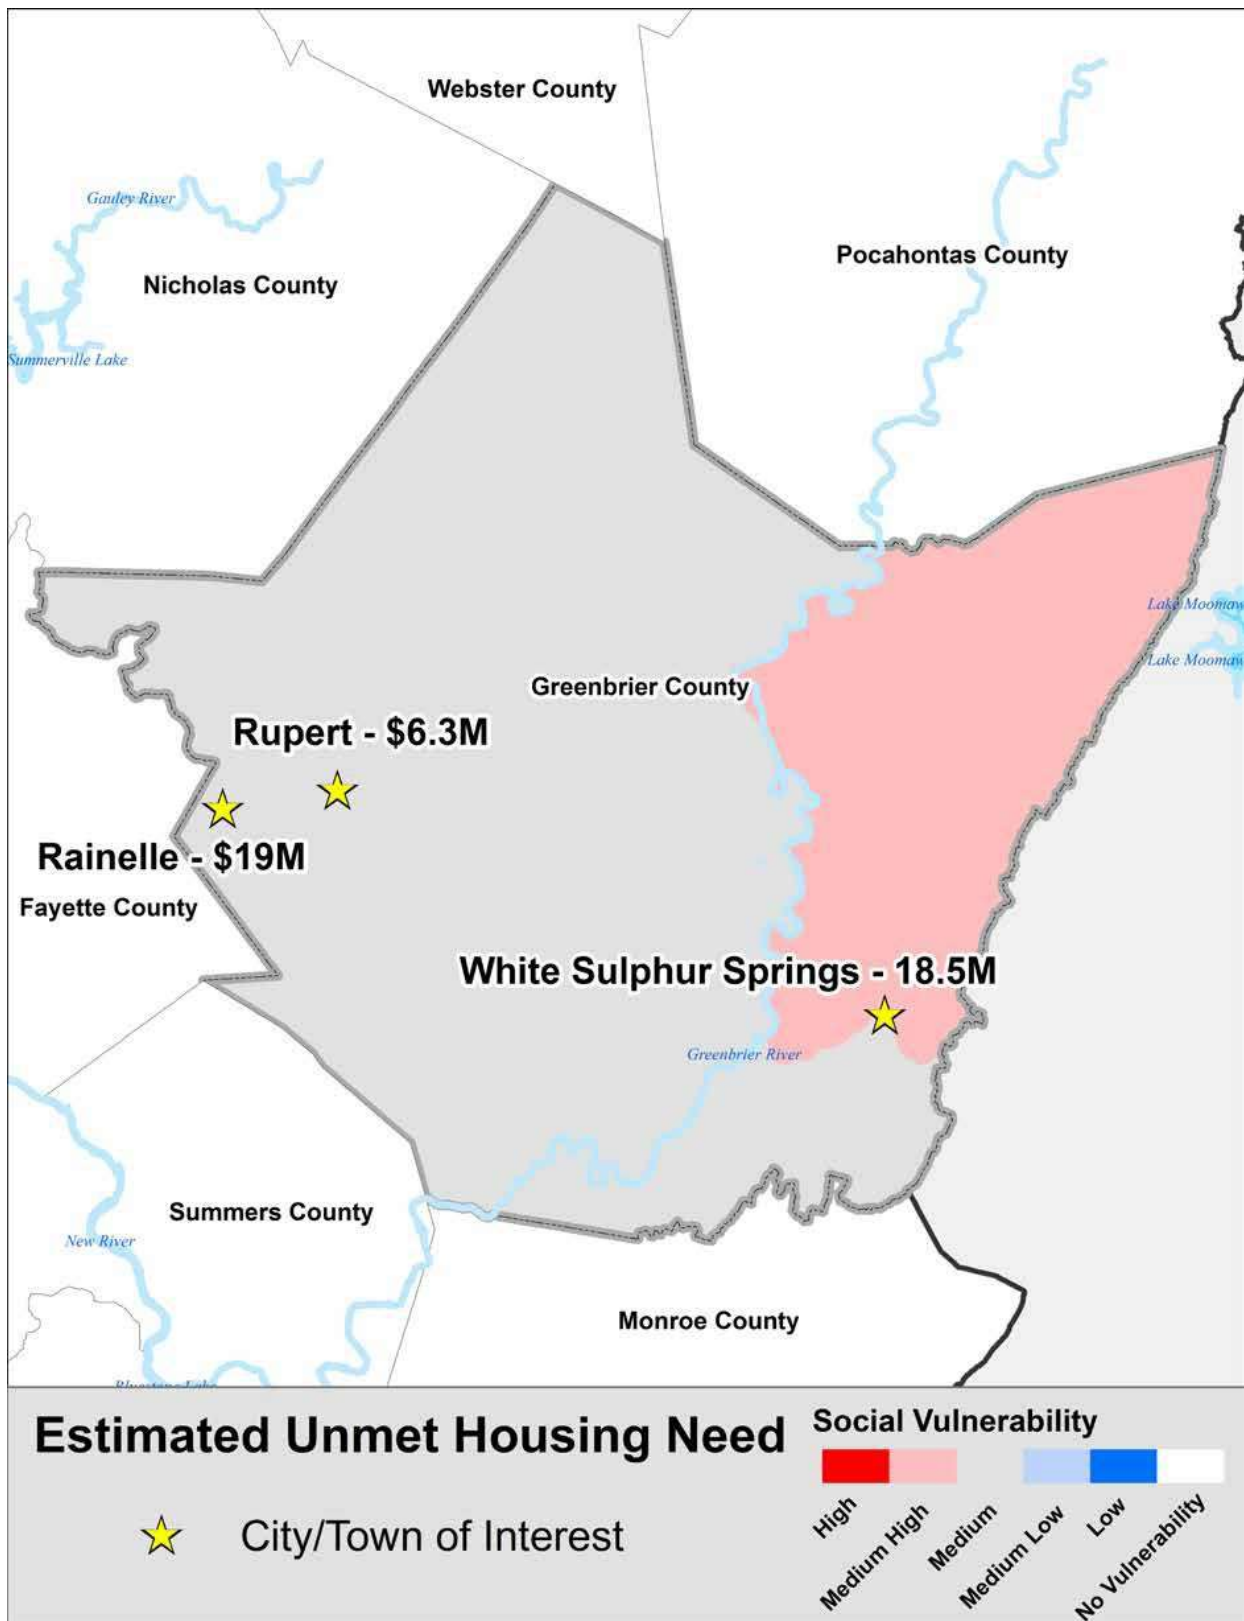 Webster County
Gauley River
Pocahontas County
Nicholas County
Summerville Lake
Lake Moomaw
Lake Moomaw
Greenbrier County
Rupert - $6.3M
Rainelle - $19M
Fayette County
White Sulphur Springs - 18.5M
Greenbrier River
Summers County
New River
Monroe County
Bluestone Lake
Estimated Unmet Housing Need
City/Town of Interest
Social Vulnerability
High
Medium High
Medium
Medium Low
Low
No Vulnerability